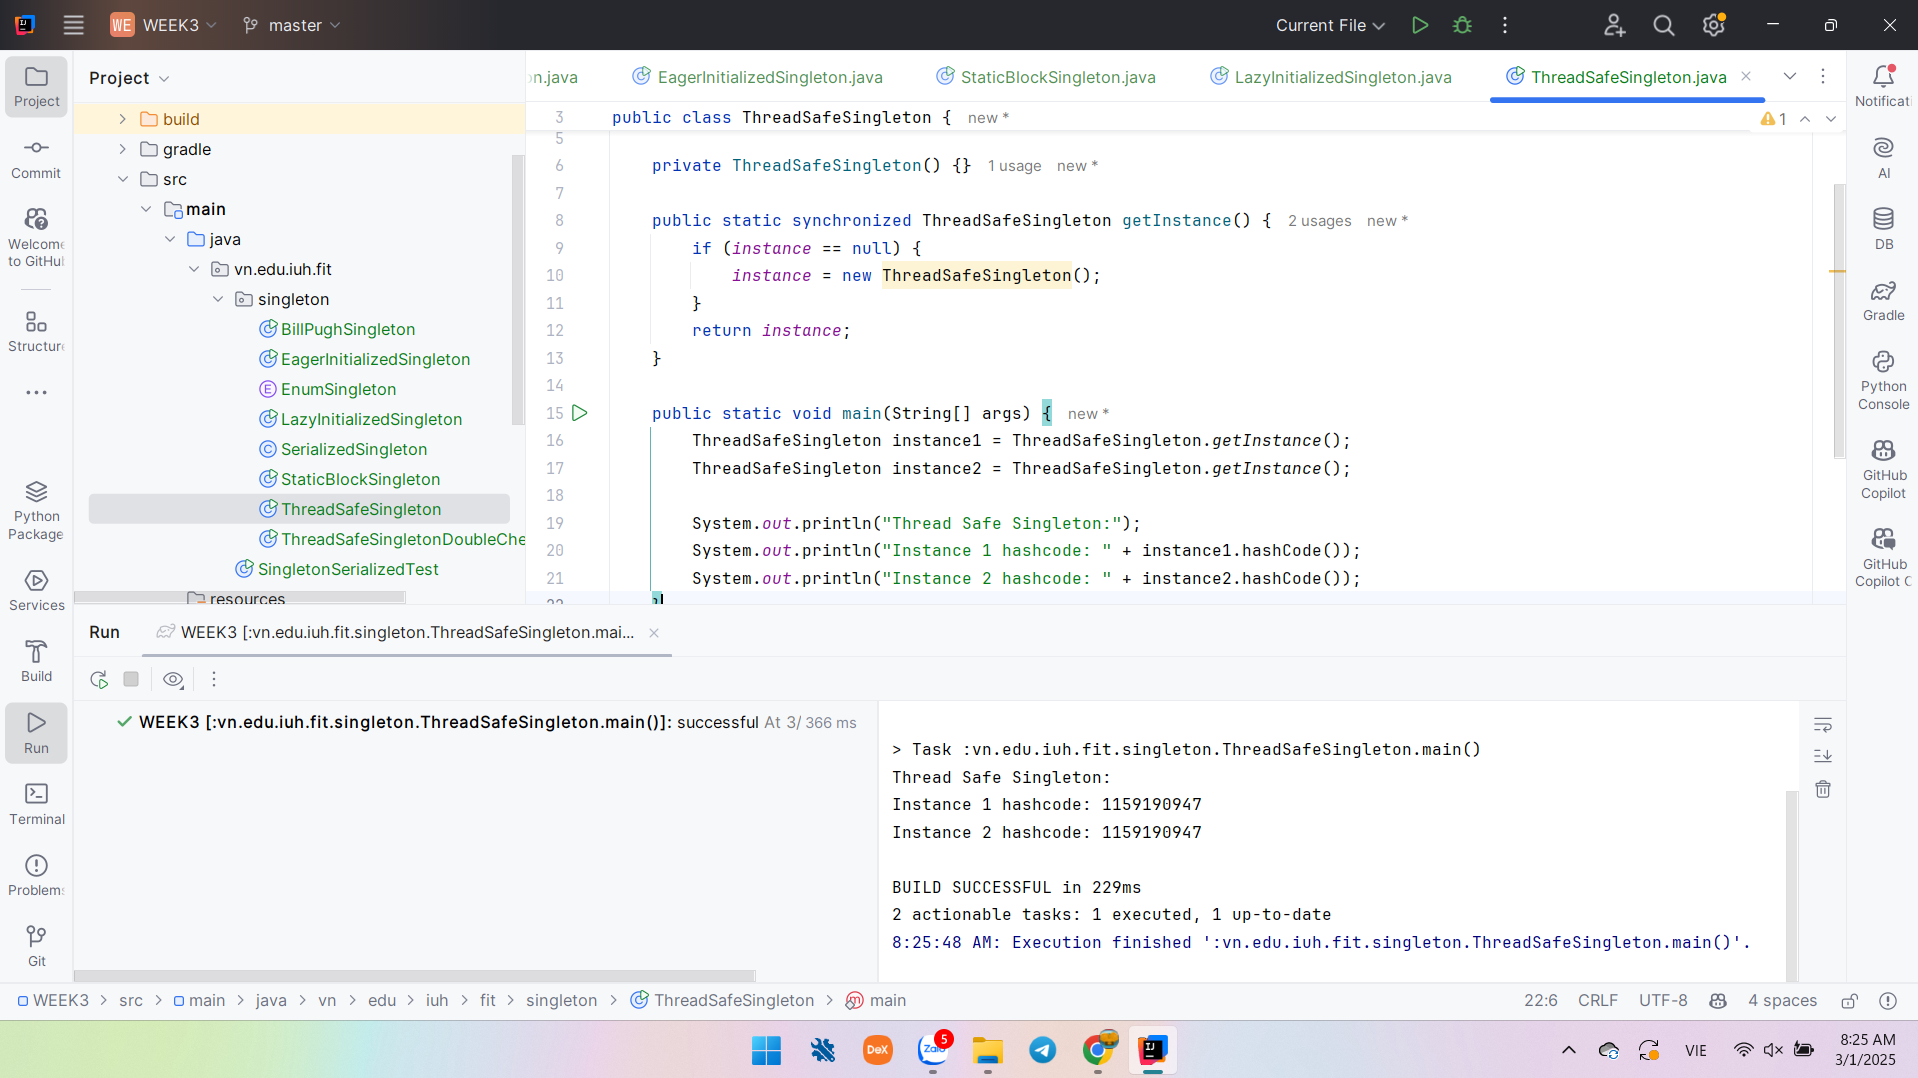 WE WEEK3 master Current File
Project
build
gradle
src
main
java
vn.edu.iuh.fit
singleton
BillPughSingleton
EagerInitializedSingleton
EnumSingleton
LazyInitializedSingleton
SerializedSingleton
StaticBlockSingleton
ThreadSafeSingleton
ThreadSafeSingletonDoubleChe
SingletonSerializedTest
resources
Project
Commit
Welcome
to GitHu
Structure
Python
Package
Services
Build
Run
Terminal
Problems
Git
n.java EagerInitializedSingleton.java StaticBlockSingleton.java LazyInitializedSingleton.java ThreadSafeSingleton.java
3 public class ThreadSafeSingleton { new *
1
5
6 private ThreadSafeSingleton() {} 1 usage new *
7
8 public static synchronized ThreadSafeSingleton getInstance() { 2 usages new *
9 if (instance == null) {
10 instance = new ThreadSafeSingleton();
11 }
12 return instance;
13 }
14
15 public static void main(String[] args) { new *
16 ThreadSafeSingleton instance1 = ThreadSafeSingleton.getInstance();
17 ThreadSafeSingleton instance2 = ThreadSafeSingleton.getInstance();
18
19 System.out.println("Thread Safe Singleton:");
20 System.out.println("Instance 1 hashcode: " + instance1.hashCode());
21 System.out.println("Instance 2 hashcode: " + instance2.hashCode());
22 }
Notificati
AI
DB
Gradle
Python
Console
GitHub
Copilot
GitHub
Copilot C
Run WEEK3 [:vn.edu.iuh.fit.singleton.ThreadSafeSingleton.mai...
WEEK3 [:vn.edu.iuh.fit.singleton.ThreadSafeSingleton.main()]: successful At 3/ 366 ms
> Task :vn.edu.iuh.fit.singleton.ThreadSafeSingleton.main()
Thread Safe Singleton:
Instance 1 hashcode: 1159190947
Instance 2 hashcode: 1159190947
BUILD SUCCESSFUL in 229ms
2 actionable tasks: 1 executed, 1 up-to-date
8:25:48 AM: Execution finished ':vn.edu.iuh.fit.singleton.ThreadSafeSingleton.main()'.
WEEK3 > src > main > java > vn > edu > iuh > fit > singleton > ThreadSafeSingleton > main
22:6 CRLF UTF-8 4 spaces
DeX
Zalo
5
IJ
VIE
8:25 AM
3/1/2025